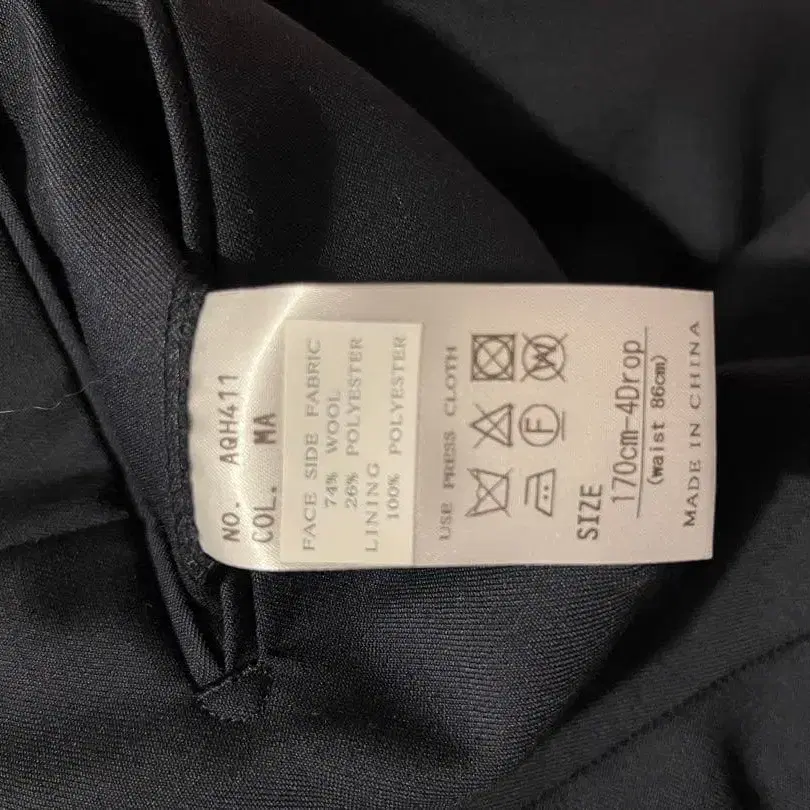 NO. AQH411
COL. MA
FACE SIDE FABRIC
74% WOOL
26% POLYESTER
LINING
100% POLYESTER
USE PRESS CLOTH
W
F
SIZE
170cm-4Drop
(waist 86cm)
MADE IN CHINA